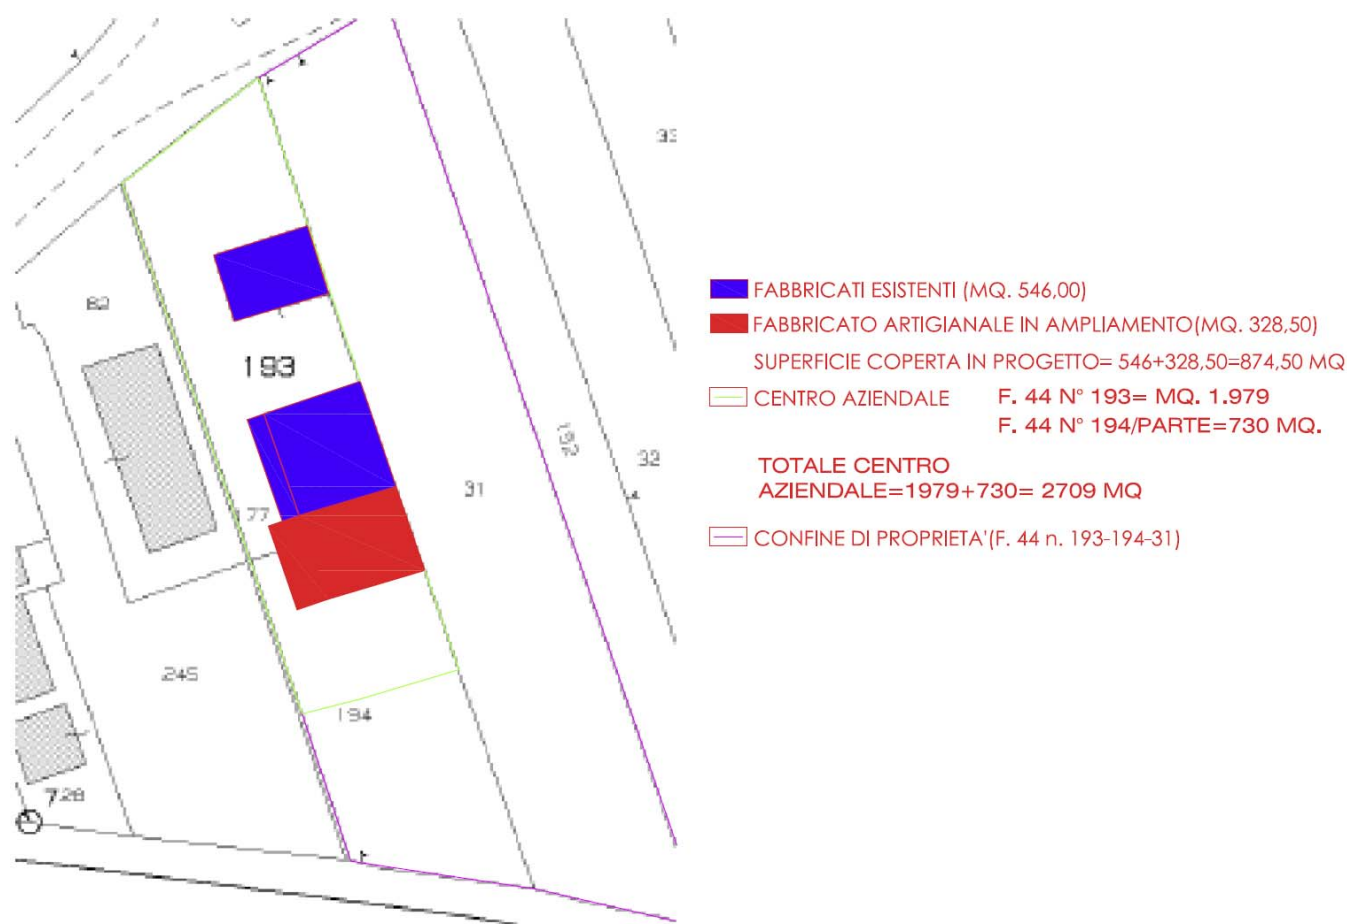 33
82
193
192
32
31
177
245
194
728
FABBRICATI ESISTENTI (MQ. 546,00)
FABBRICATO ARTIGIANALE IN AMPLIAMENTO(MQ. 328,50)
SUPERFICIE COPERTA IN PROGETTO= 546+328,50=874,50 MQ
CENTRO AZIENDALE F. 44 N° 193= MQ. 1.979
F. 44 N° 194/PARTE=730 MQ.
TOTALE CENTRO
AZIENDALE=1979+730= 2709 MQ
CONFINE DI PROPRIETA'(F. 44 n. 193-194-31)